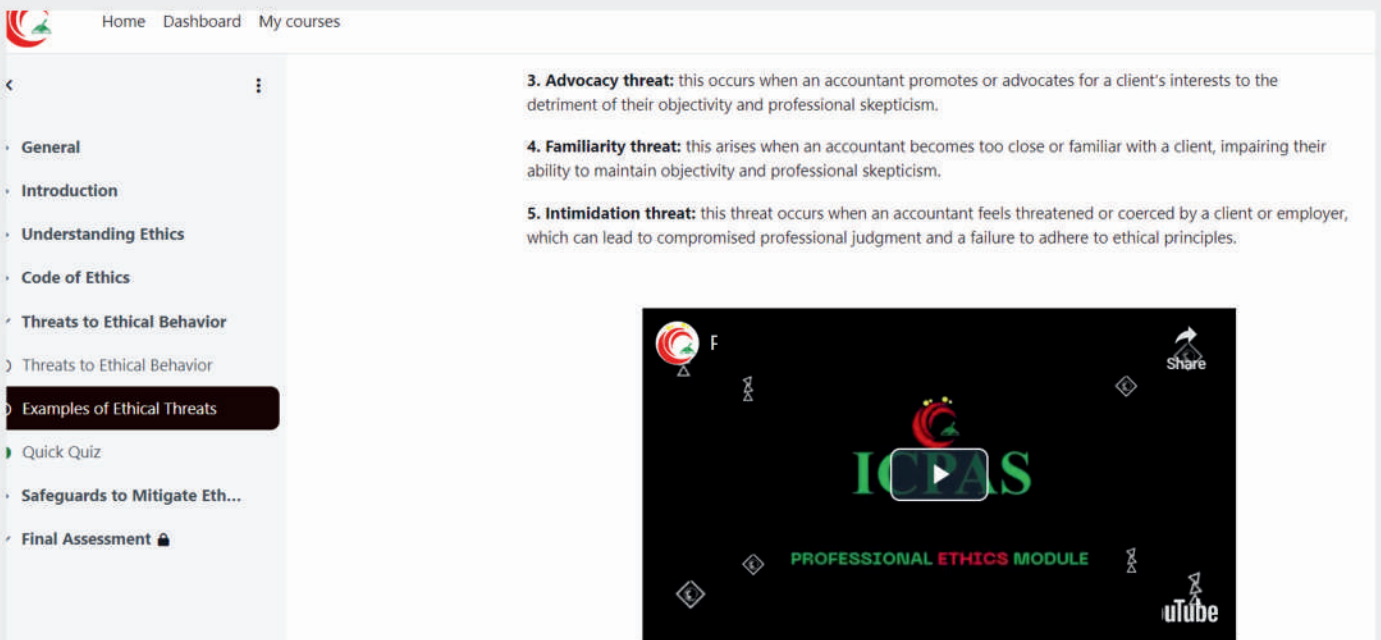 Home Dashboard My courses
General
Introduction
Understanding Ethics
Code of Ethics
Threats to Ethical Behavior
Threats to Ethical Behavior
Examples of Ethical Threats
Quick Quiz
Safeguards to Mitigate Eth...
Final Assessment
3. Advocacy threat: this occurs when an accountant promotes or advocates for a client's interests to the
detriment of their objectivity and professional skepticism.
4. Familiarity threat: this arises when an accountant becomes too close or familiar with a client, impairing their
ability to maintain objectivity and professional skepticism.
5. Intimidation threat: this threat occurs when an accountant feels threatened or coerced by a client or employer,
which can lead to compromised professional judgment and a failure to adhere to ethical principles.
F
Share
ICPAS
PROFESSIONAL ETHICS MODULE
uTube